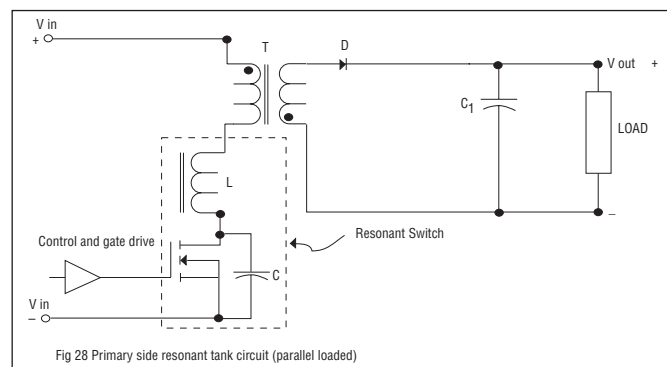 V in
+
T
D
V out +
C1
LOAD
L
–
Control and gate drive
Resonant Switch
C
V in
–
Fig 28 Primary side resonant tank circuit (parallel loaded)